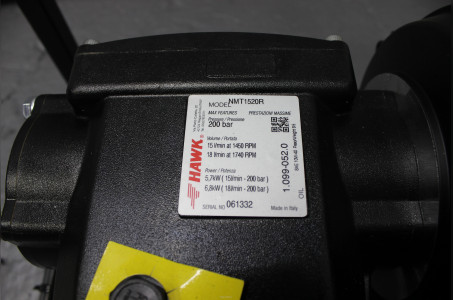 HAWK
MODEL NMT1520R
MAX FEATURES PRESTAZIONI MASSIME
Pressure / Pressione
200 bar
Volume / Portata
15 l/min at 1450 RPM
18 l/min at 1740 RPM
Power / Potenza
5,7kW ( 15l/min - 200 bar )
6,8kW ( 18l/min - 200 bar )
SERIAL NO 061332
Made in Italy
1.099-052.0
OIL